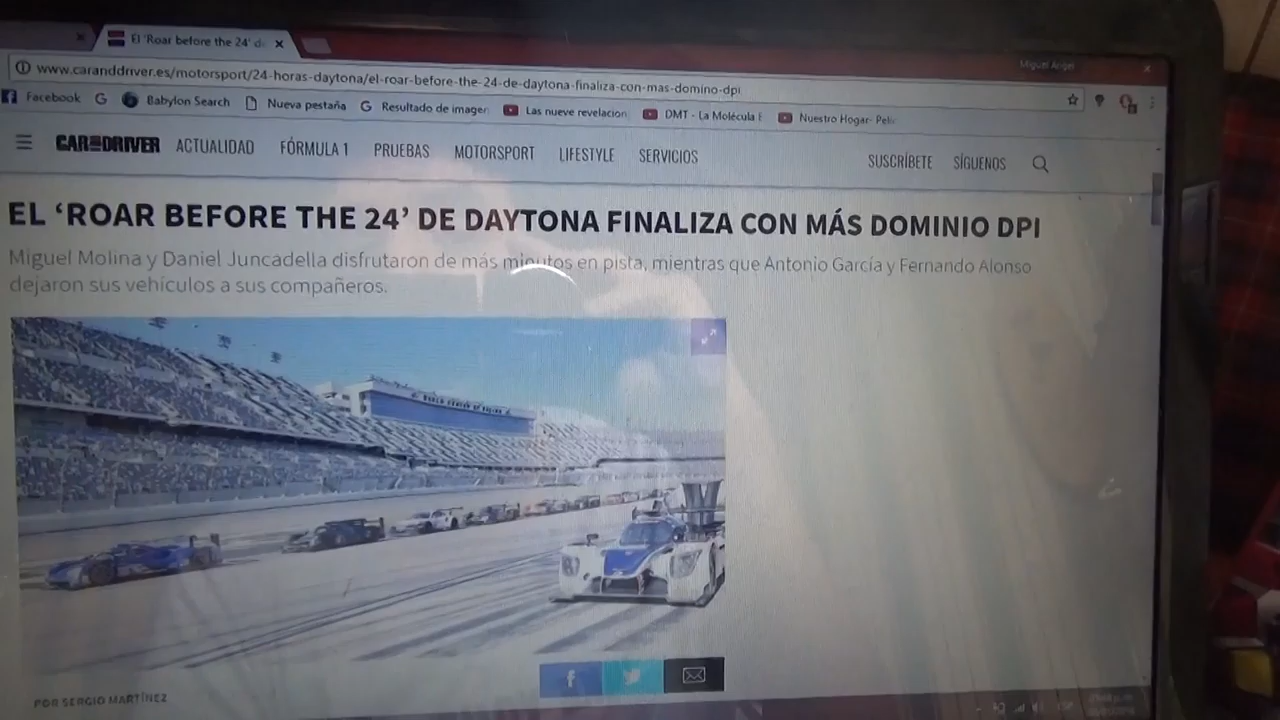 El 'Roar before the 24' de
Miguel Angel
www.caranddriver.es/motorsport/24-horas-daytona/el-roar-before-the-24-de-daytona-finaliza-con-mas-domino-dpi
Facebook
Babylon Search
Nueva pestaña
Resultado de imagen
Las nueve revelacion
DMT - La Molécula E
Nuestro Hogar- Peli
CAR AND DRIVER
ACTUALIDAD
FÓRMULA 1
PRUEBAS
MOTORSPORT
LIFESTYLE
SERVICIOS
SUSCRÍBETE
SÍGUENOS
EL ‘ROAR BEFORE THE 24’ DE DAYTONA FINALIZA CON MÁS DOMINIO DPI
Miguel Molina y Daniel Juncadella disfrutaron de más minutos en pista, mientras que Antonio García y Fernando Alonso
dejaron sus vehículos a sus compañeros.
POR SERGIO MARTÍNEZ